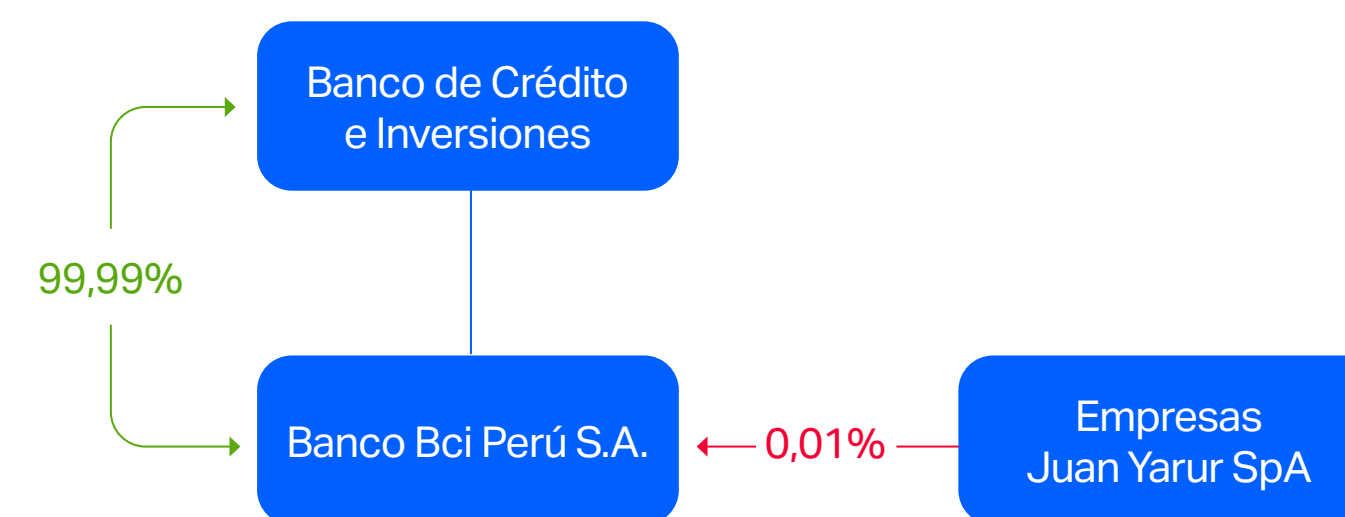 Banco de Crédito
e Inversiones
99,99%
Banco Bci Perú S.A.
0,01%
Empresas
Juan Yarur SpA